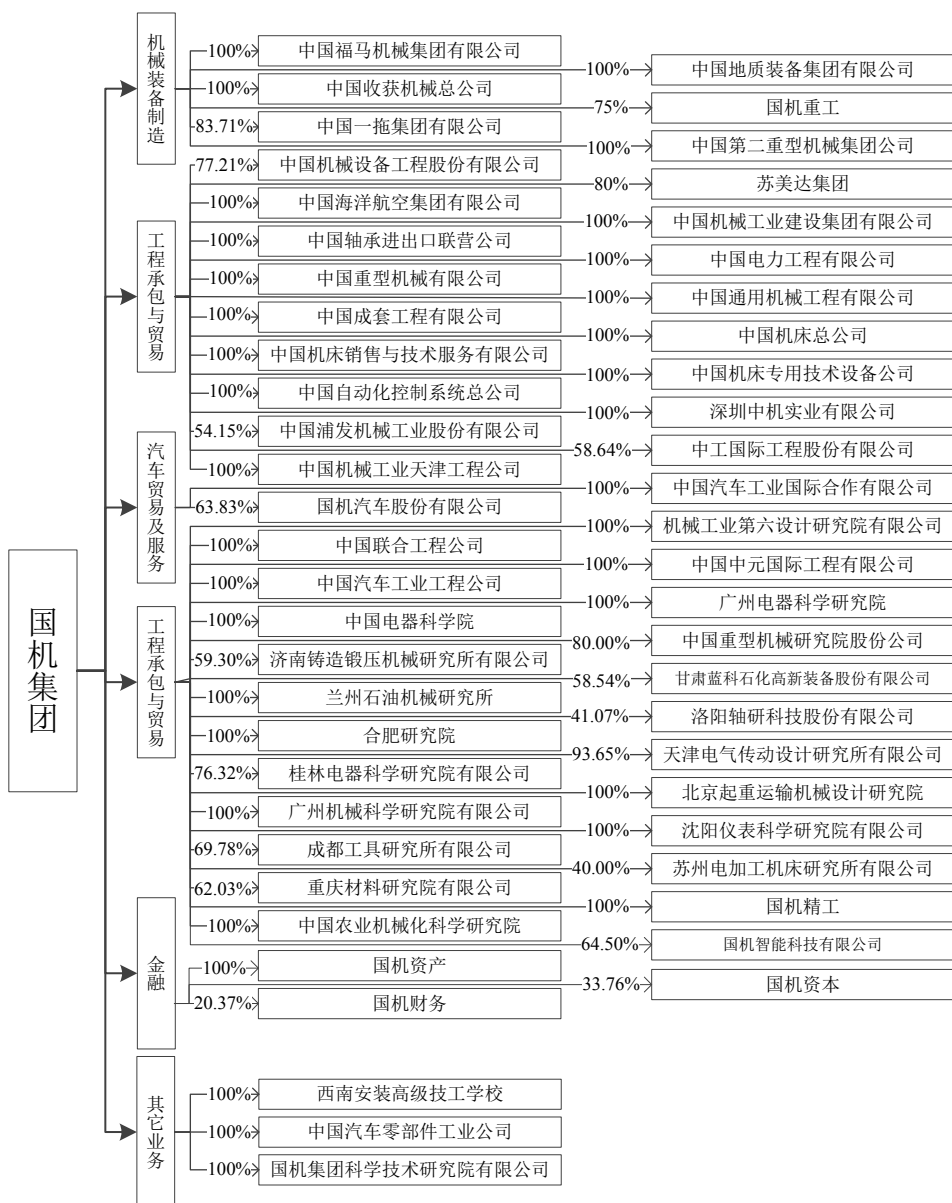 国机集团
机械装备制造
100%
中国福马机械集团有限公司
100%
中国地质装备集团有限公司
100%
中国收获机械总公司
75%
国机重工
83.71%
中国一拖集团有限公司
100%
中国第二重型机械集团公司
工程承包与贸易
77.21%
中国机械设备工程股份有限公司
80%
苏美达集团
100%
中国海洋航空集团有限公司
100%
中国机械工业建设集团有限公司
100%
中国轴承进出口联营公司
100%
中国电力工程有限公司
100%
中国重型机械有限公司
100%
中国通用机械工程有限公司
100%
中国成套工程有限公司
100%
中国机床总公司
100%
中国机床销售与技术服务有限公司
100%
中国机床专用技术设备公司
100%
中国自动化控制系统总公司
100%
深圳中机实业有限公司
54.15%
中国浦发机械工业股份有限公司
58.64%
中工国际工程股份有限公司
100%
中国机械工业天津工程公司
汽车贸易及服务
100%
中国汽车工业国际合作有限公司
63.83%
国机汽车股份有限公司
工程承包与贸易
100%
机械工业第六设计研究院有限公司
100%
中国联合工程公司
100%
中国中元国际工程有限公司
100%
中国汽车工业工程公司
100%
广州电器科学研究院
100%
中国电器科学院
80.00%
中国重型机械研究院股份公司
59.30%
济南铸造锻压机械研究所有限公司
58.54%
甘肃蓝科石化高新装备股份有限公司
100%
兰州石油机械研究所
41.07%
洛阳轴研科技股份有限公司
100%
合肥研究院
93.65%
天津电气传动设计研究所有限公司
76.32%
桂林电器科学研究院有限公司
100%
北京起重运输机械设计研究院
100%
广州机械科学研究院有限公司
100%
沈阳仪表科学研究院有限公司
69.78%
成都工具研究所有限公司
40.00%
苏州电加工机床研究所有限公司
62.03%
重庆材料研究院有限公司
100%
国机精工
100%
中国农业机械化科学研究院
64.50%
国机智能科技有限公司
金融
100%
国机资产
33.76%
国机资本
20.37%
国机财务
其它业务
100%
西南安装高级技工学校
100%
中国汽车零部件工业公司
100%
国机集团科学技术研究院有限公司